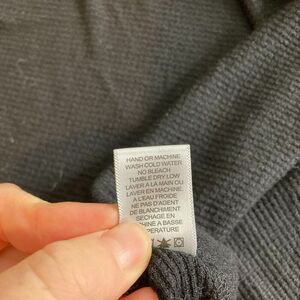 HAND OR MACHINE
WASH COLD WATER
NO BLEACH
TUMBLE DRY LOW
LAVER A LA MAIN OU
LAVER EN MACHINE
A L'EAU FROIDE
NE PAS D'AGENT
DE BLANCHIMENT
SECHAGE EN
MACHINE A BASSE
TEMPERATURE